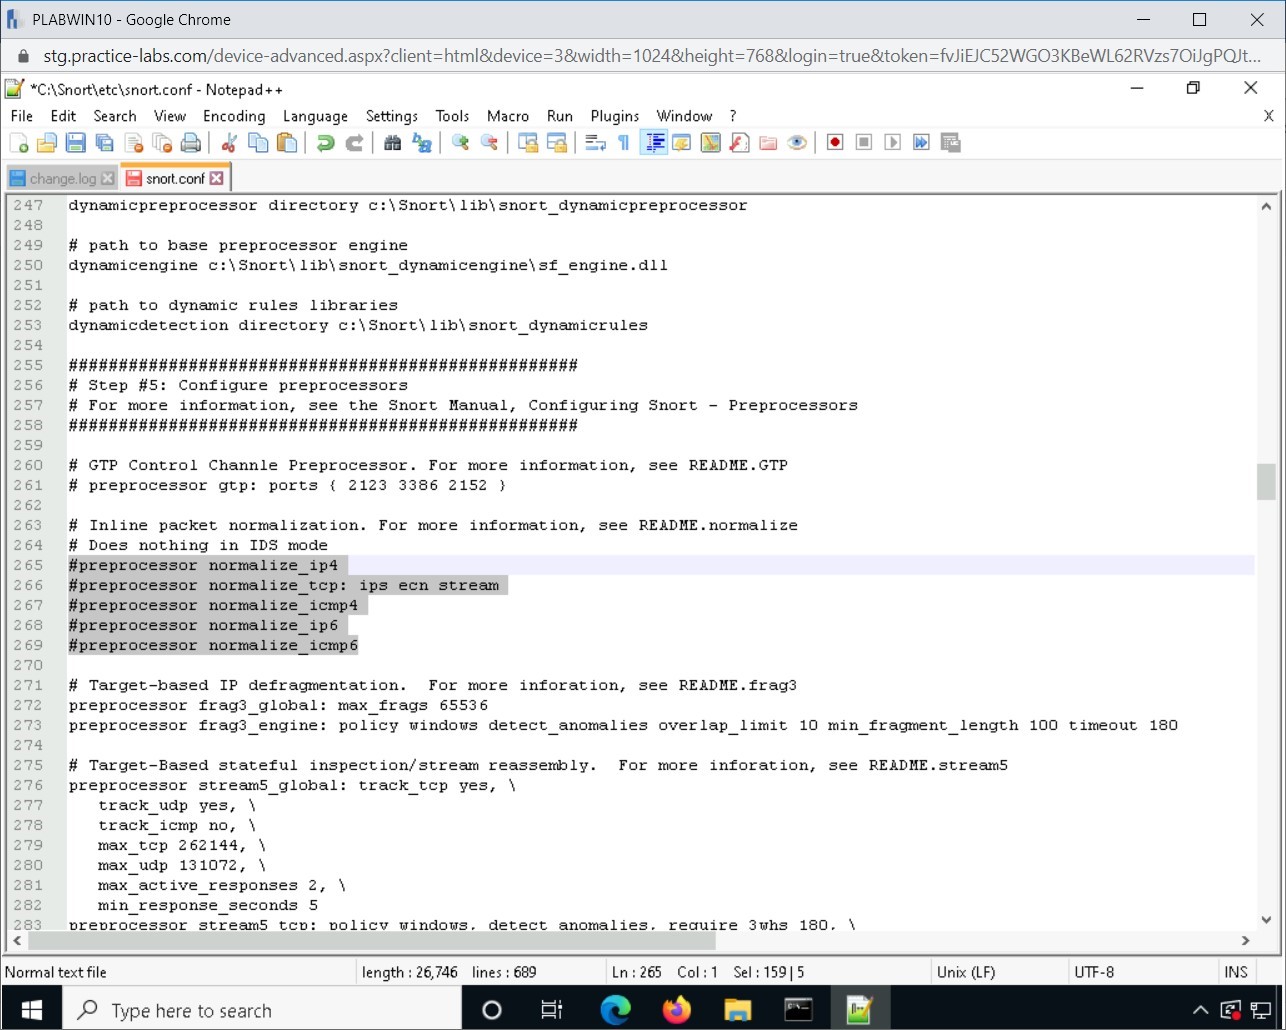 PLABWIN10 - Google Chrome
stg.practice-labs.com/device-advanced.aspx?client=html&device=3&width=1024&height=768&login=true&token=fvJiEJC52WGO3KBeWL62RVzs7OiJgPQJt...
*C:\Snort\etc\snort.conf - Notepad++
File Edit Search View Encoding Language Settings Tools Macro Run Plugins Window ? X
change.log snort.conf
247 dynamicpreprocessor directory c:\Snort\lib\snort_dynamicpreprocessor
248
249 # path to base preprocessor engine
250 dynamicengine c:\Snort\lib\snort_dynamicengine\sf_engine.dll
251
252 # path to dynamic rules libraries
253 dynamicdetection directory c:\Snort\lib\snort_dynamicrules
254
255 ###################################################
256 # Step #5: Configure preprocessors
257 # For more information, see the Snort Manual, Configuring Snort - Preprocessors
258 ###################################################
259
260 # GTP Control Channle Preprocessor. For more information, see README.GTP
261 # preprocessor gtp: ports { 2123 3386 2152 }
262
263 # Inline packet normalization. For more information, see README.normalize
264 # Does nothing in IDS mode
265 #preprocessor normalize_ip4
266 #preprocessor normalize_tcp: ips ecn stream
267 #preprocessor normalize_icmp4
268 #preprocessor normalize_ip6
269 #preprocessor normalize_icmp6
270
271 # Target-based IP defragmentation.  For more inforation, see README.frag3
272 preprocessor frag3_global: max_frags 65536
273 preprocessor frag3_engine: policy windows detect_anomalies overlap_limit 10 min_fragment_length 100 timeout 180
274
275 # Target-Based stateful inspection/stream reassembly.  For more inforation, see README.stream5
276 preprocessor stream5_global: track_tcp yes, \
277    track_udp yes, \
278    track_icmp no, \
279    max_tcp 262144, \
280    max_udp 131072, \
281    max_active_responses 2, \
282    min_response_seconds 5
283 preprocessor stream5_tcp: policy windows, detect_anomalies, require_3whs 180, \
Normal text file length : 26,746 lines : 689 Ln : 265 Col : 1 Sel : 159 | 5 Unix (LF) UTF-8 INS
Type here to search